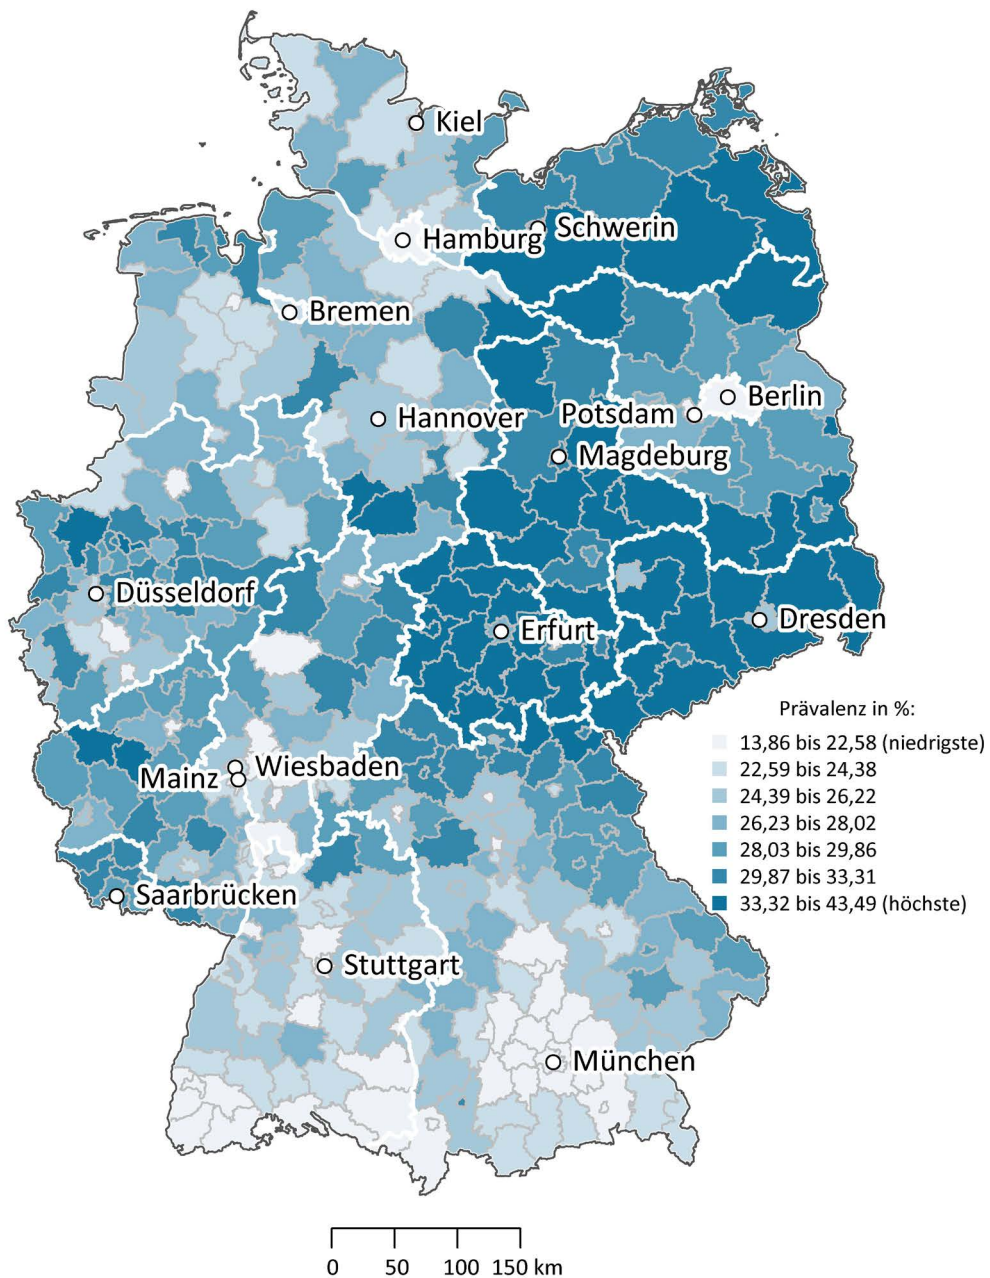 Kiel
Schwerin
Hamburg
Bremen
Berlin
Potsdam
Hannover
Magdeburg
Düsseldorf
Erfurt
Dresden
Wiesbaden
Mainz
Saarbrücken
Stuttgart
München
Prävalenz in %:
13,86 bis 22,58 (niedrigste)
22,59 bis 24,38
24,39 bis 26,22
26,23 bis 28,02
28,03 bis 29,86
29,87 bis 33,31
33,32 bis 43,49 (höchste)
0 50 100 150 km